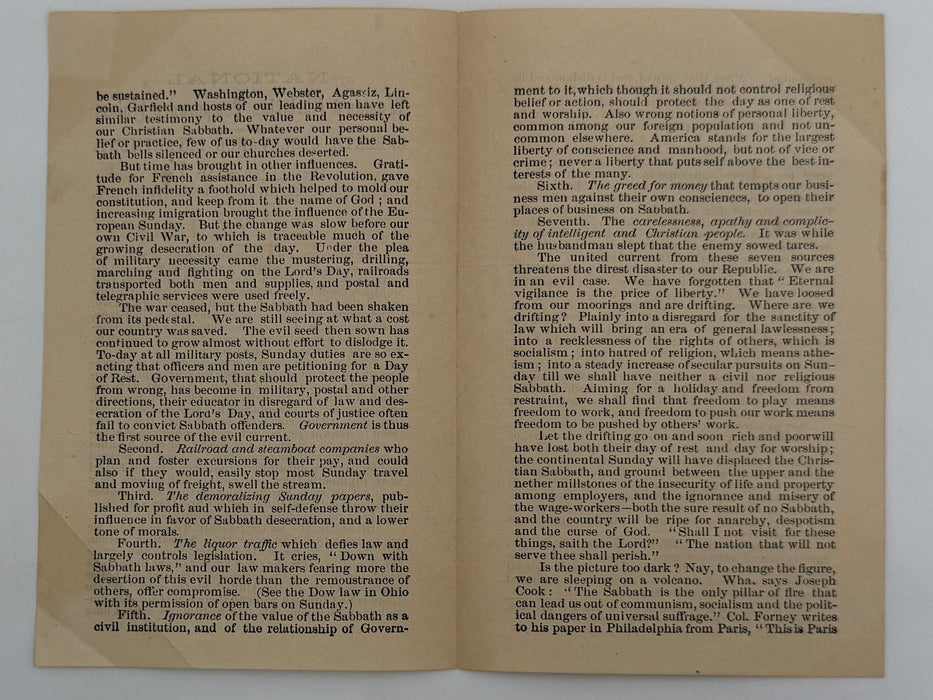 be sustained." Washington, Webster, Agassiz, Lin-
coln, Garfield and hosts of our leading men have left
similar testimony to the value and necessity of
our Christian Sabbath. Whatever our personal be-
lief or practice, few of us to-day would have the Sab-
bath bells silenced or our churches deserted.
But time has brought in other influences. Grati-
tude for French assistance in the Revolution, gave
French infidelity a foothold which helped to mold our
constitution, and keep from it the name of God ; and
increasing imigration brought the influence of the Eu-
ropean Sunday. But the change was slow before our
own Civil War, to which is traceable much of the
growing desecration of the day. Under the plea
of military necessity came the mustering, drilling,
marching and fighting on the Lord's Day, railroads
transported both men and supplies, and postal and
telegraphic services were used freely.
The war ceased, but the Sabbath had been shaken
from its pedestal. We are still seeing at what a cost
our country was saved. The evil seed then sown has
continued to grow almost without effort to dislodge it.
To-day at all military posts, Sunday duties are so ex-
acting that officers and men are petitioning for a Day
of Rest. Government, that should protect the people
from wrong, has become in military, postal and other
directions, their educator in disregard of law and des-
ecration of the Lord's Day, and courts of justice often
fail to convict Sabbath offenders. Government is thus
the first source of the evil current.
Second. Railroad and steamboat companies who
plan and foster excursions for their pay, and could
also if they would, easily stop most Sunday travel
and moving of freight, swell the stream.
Third. The demoralizing Sunday papers, pub-
lished for profit aud which in self-defense throw their
influence in favor of Sabbath desecration, and a lower
tone of morals.
Fourth. The liquor traffic which defies law and
largely controls legislation. It cries, "Down with
Sabbath laws," and our law makers fearing more the
desertion of this evil horde than the remoustrance of
others, offer compromise. (See the Dow law in Ohio
with its permission of open bars on Sunday.)
Fifth. Ignorance of the value of the Sabbath as a
civil institution, and of the relationship of Govern-
ment to it, which though it should not control religious
belief or action, should protect the day as one of rest
and worship. Also wrong notions of personal liberty,
common among our foreign population and not un-
common elsewhere. America stands for the largest
liberty of conscience and manhood, but not of vice or
crime ; never a liberty that puts self above the best in-
terests of the many.
Sixth. The greed for money that tempts our busi-
ness men against their own consciences, to open their
places of business on Sabbath.
Seventh. The carelessness, apathy and complic-
ity of intelligent and Christian people. It was while
the husbandman slept that the enemy sowed tares.
The united current from these seven sources
threatens the direst disaster to our Republic. We are
in an evil case. We have forgotten that "Eternal
vigilance is the price of liberty." We have loosed
from our moorings and are drifting. Where are we
drifting? Plainly into a disregard for the sanctity of
law which will bring an era of general lawlessness ;
into a recklessness of the rights of others, which is
socialism ; into hatred of religion, which means athe-
ism ; into a steady increase of secular pursuits on Sun-
day till we shall have neither a civil nor religious
Sabbath. Aiming for a holiday and freedom from
restraint, we shall find that freedom to play means
freedom to work, and freedom to push our work means
freedom to be pushed by others' work.
Let the drifting go on and soon rich and poor will
have lost both their day of rest and day for worship ;
the continental Sunday will have displaced the Chris-
tian Sabbath, and ground between the upper and the
nether millstones of the insecurity of life and property
among employers, and the ignorance and misery of
the wage-workers—both the sure result of no Sabbath,
and the country will be ripe for anarchy, despotism
and the curse of God. "Shall I not visit for these
things, saith the Lord?" "The nation that will not
serve thee shall perish."
Is the picture too dark ? Nay, to change the figure,
we are sleeping on a volcano. Wha. says Joseph
Cook : "The Sabbath is the only pillar of fire that
can lead us out of communism, socialism and the polit-
ical dangers of universal suffrage." Col. Forney writes
to his paper in Philadelphia from Paris, "This is Paris